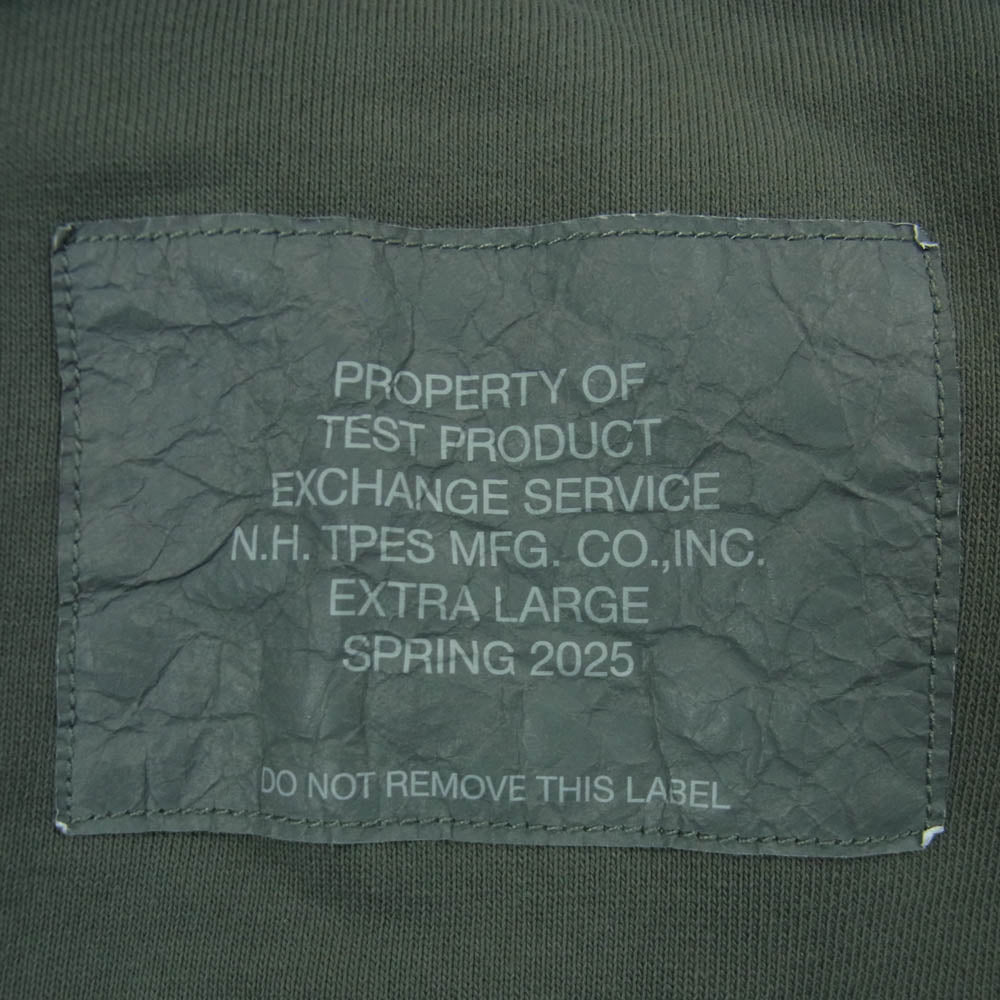 PROPERTY OF
TEST PRODUCT
EXCHANGE SERVICE
N.H. TPES MFG. CO.,INC.
EXTRA LARGE
SPRING 2025
DO NOT REMOVE THIS LABEL